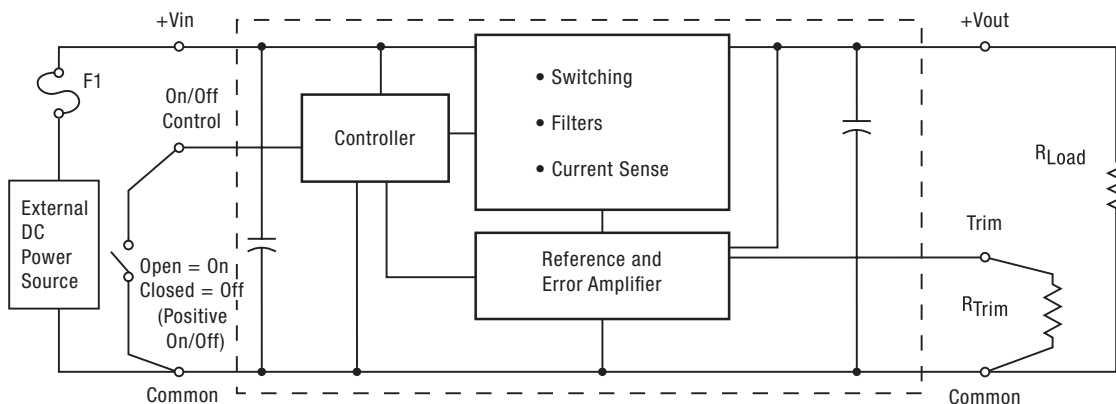 +Vin
+Vout
F1
On/Off
Control
Controller
• Switching
• Filters
• Current Sense
RLoad
External
DC
Power
Source
Open = On
Closed = Off
(Positive
On/Off)
Reference and
Error Amplifier
Trim
RTrim
Common
Common